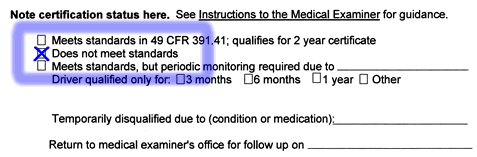 Note certification status here. See Instructions to the Medical Examiner for guidance.
☐ Meets standards in 49 CFR 391.41; qualifies for 2 year certificate
☒ Does not meet standards
☐ Meets standards, but periodic monitoring required due to ____________________
Driver qualified only for: ☐3 months ☐6 months ☐1 year ☐ Other
Temporarily disqualified due to (condition or medication):____________________
Return to medical examiner's office for follow up on ____________________